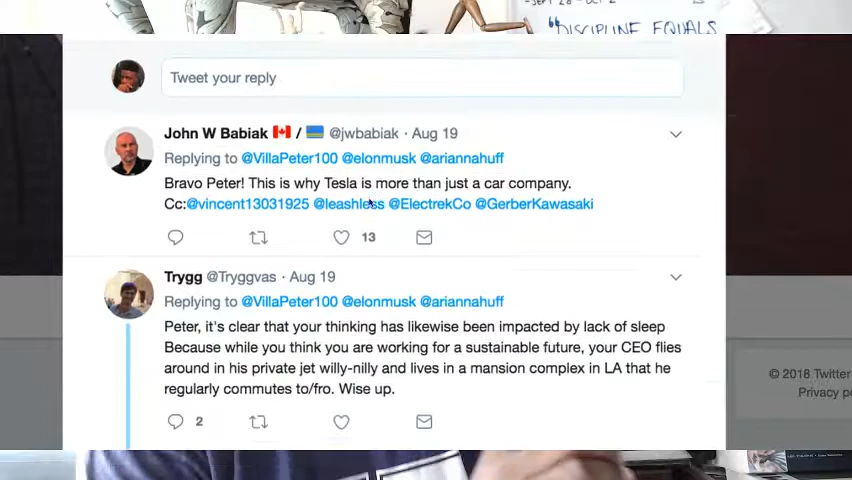 -SEPT 28 - OCT 2
"DISCIPLINE EQUALS
Tweet your reply
John W Babiak / @jwbabiak · Aug 19
Replying to @VillaPeter100 @elonmusk @ariannahuff
Bravo Peter! This is why Tesla is more than just a car company.
Cc:@vincent13031925 @leashless @ElectrekCo @GerberKawasaki
13
Trygg @Tryggvas · Aug 19
Replying to @VillaPeter100 @elonmusk @ariannahuff
Peter, it's clear that your thinking has likewise been impacted by lack of sleep
Because while you think you are working for a sustainable future, your CEO flies
around in his private jet willy-nilly and lives in a mansion complex in LA that he
regularly commutes to/fro. Wise up.
2
© 2018 Twitter
Privacy po